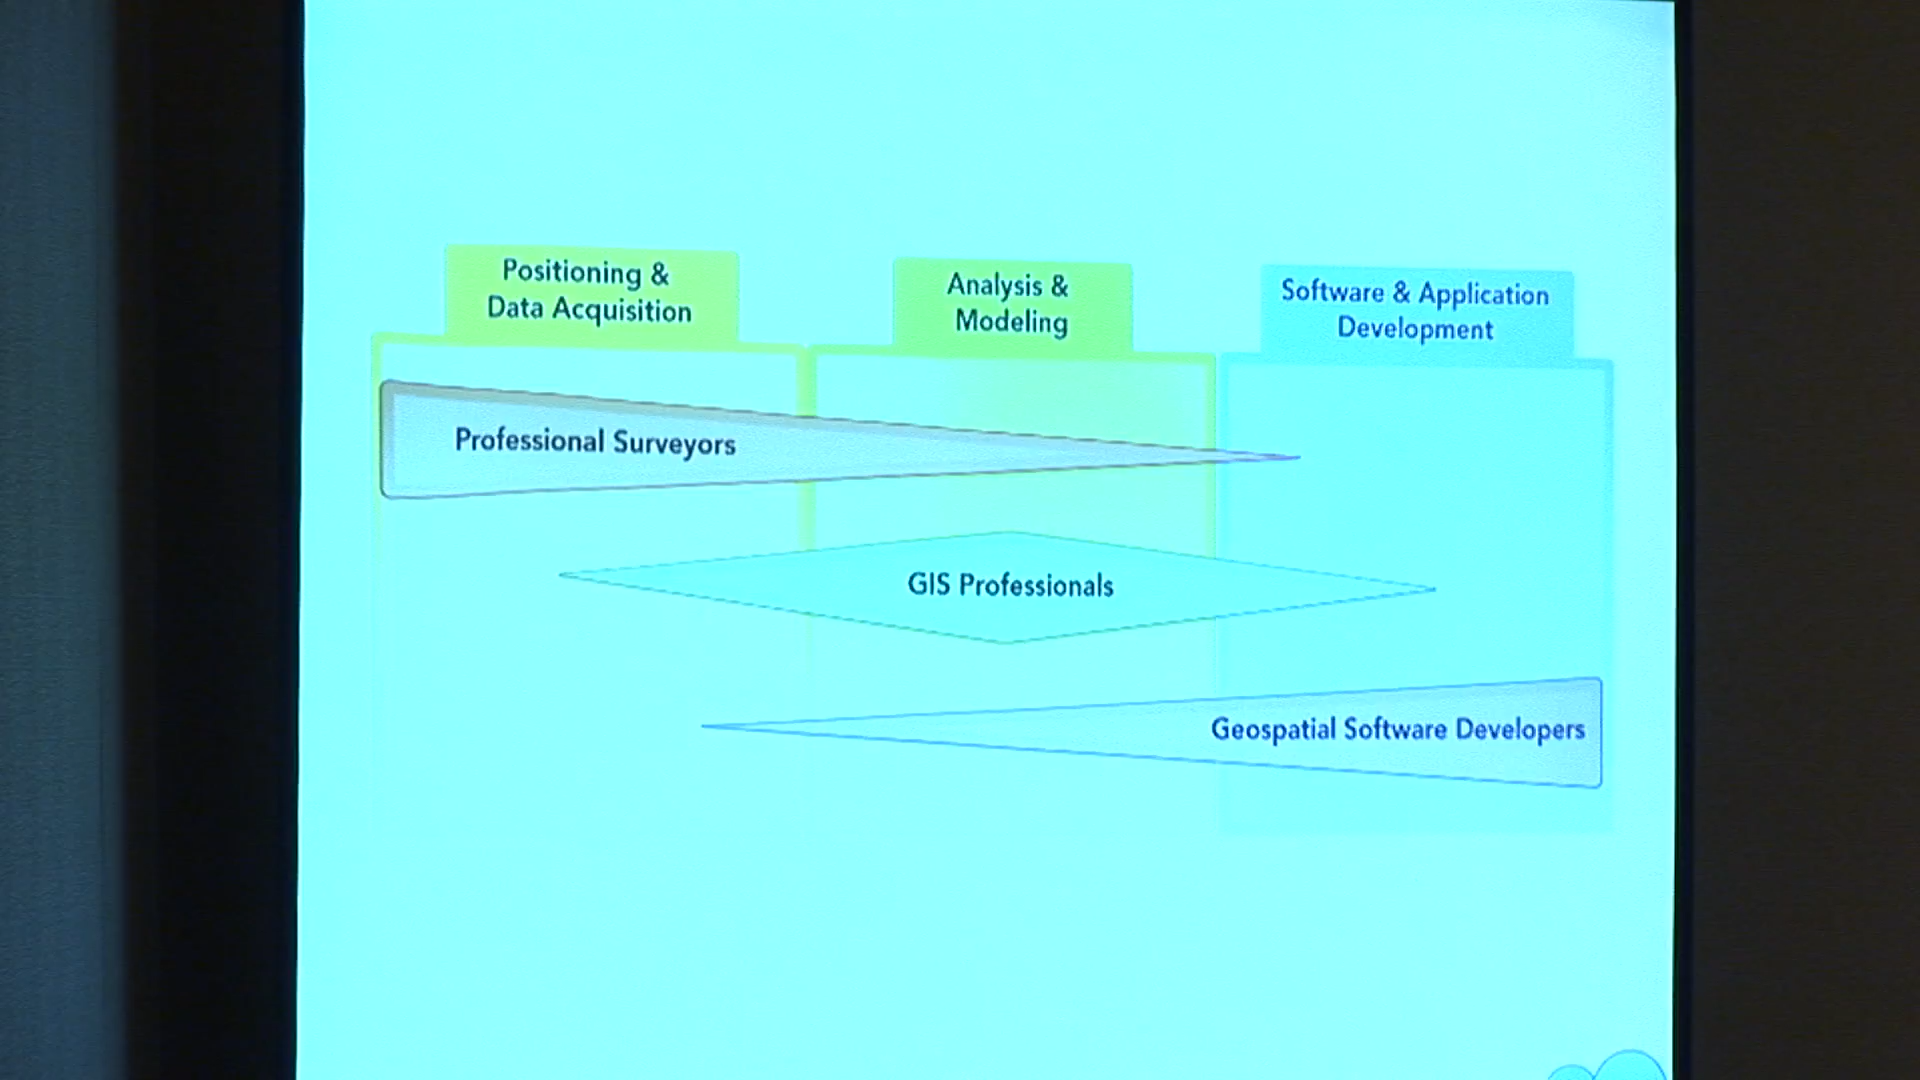 Positioning &
Data Acquisition
Analysis &
Modeling
Software & Application
Development
Professional Surveyors
GIS Professionals
Geospatial Software Developers